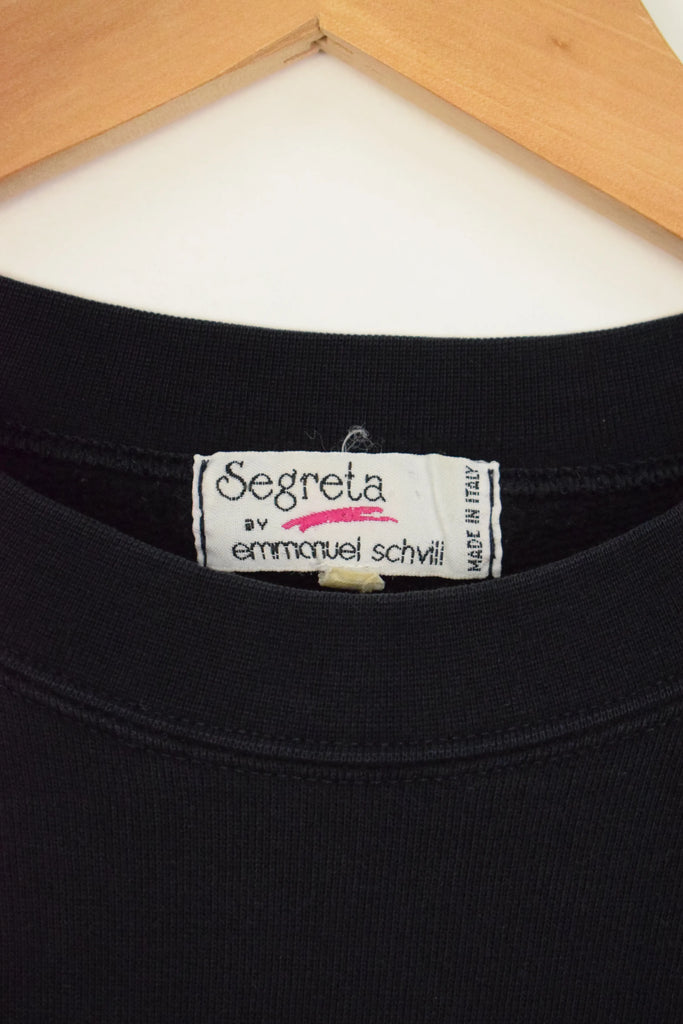 Segreta
BY
emmanuel schvili
MADE IN ITALY